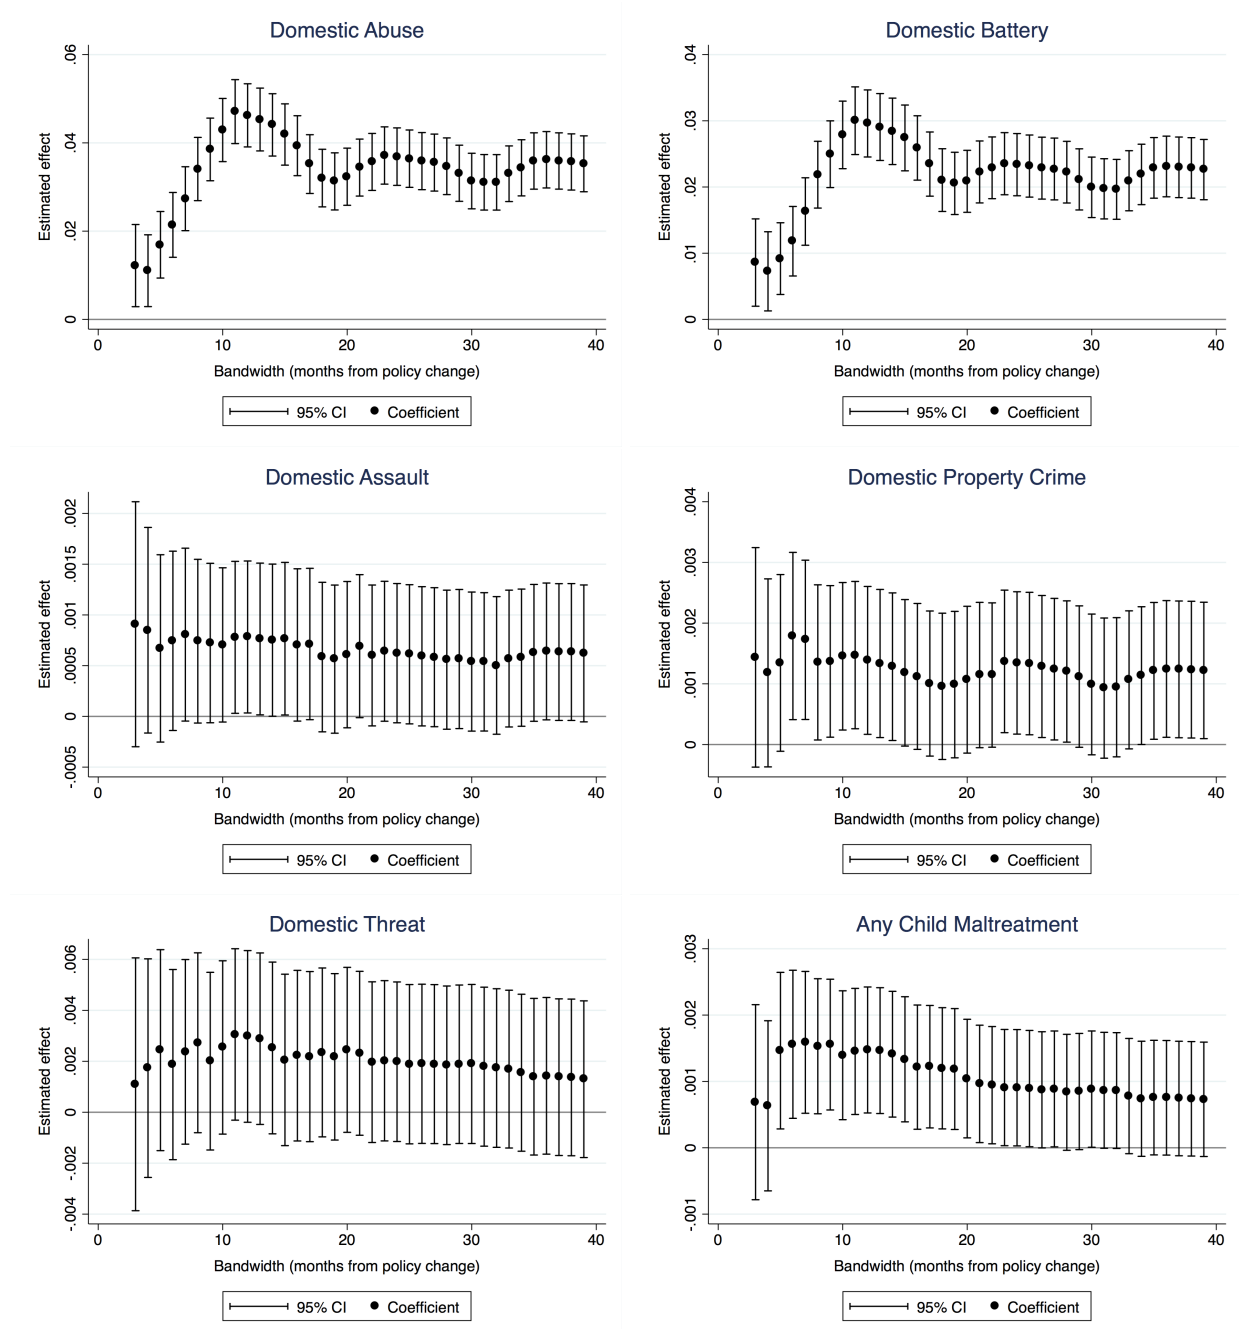 Domestic Abuse
Estimated effect
.06
.04
.02
0
0 10 20 30 40
Bandwidth (months from policy change)
95% CI Coefficient
Domestic Battery
Estimated effect
.04
.03
.02
.01
0
0 10 20 30 40
Bandwidth (months from policy change)
95% CI Coefficient
Domestic Assault
Estimated effect
.002
.0015
.001
.0005
0
-.0005
0 10 20 30 40
Bandwidth (months from policy change)
95% CI Coefficient
Domestic Property Crime
Estimated effect
.004
.003
.002
.001
0
0 10 20 30 40
Bandwidth (months from policy change)
95% CI Coefficient
Domestic Threat
Estimated effect
.006
.004
.002
0
-.002
-.004
0 10 20 30 40
Bandwidth (months from policy change)
95% CI Coefficient
Any Child Maltreatment
Estimated effect
.003
.002
.001
0
-.001
0 10 20 30 40
Bandwidth (months from policy change)
95% CI Coefficient